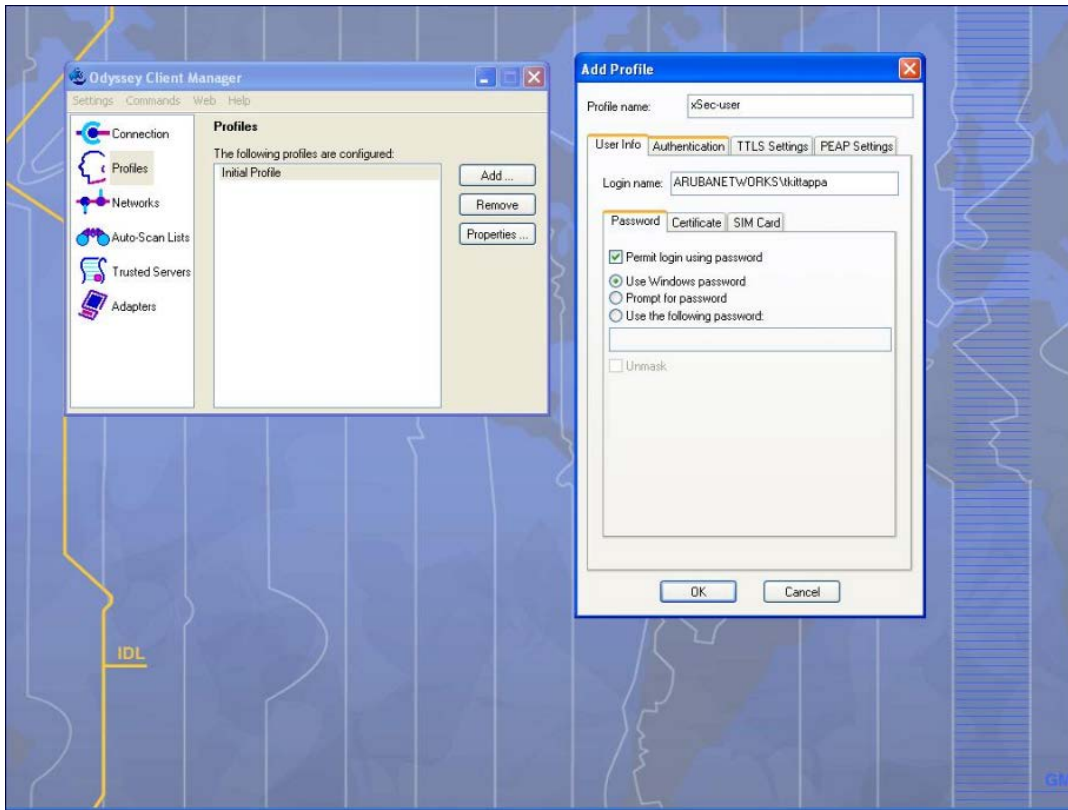 Odyssey Client Manager
Settings Commands Web Help
Connection
Profiles
Networks
Auto-Scan Lists
Trusted Servers
Adapters
Profiles
The following profiles are configured:
Initial Profile
Add ...
Remove
Properties ...
Add Profile
Profile name: xSec-user
User Info Authentication TTLS Settings PEAP Settings
Login name: ARUBANETWORKS\tkittappa
Password Certificate SIM Card
Permit login using password
Use Windows password
Prompt for password
Use the following password:
Unmask
OK Cancel
IDL
GM